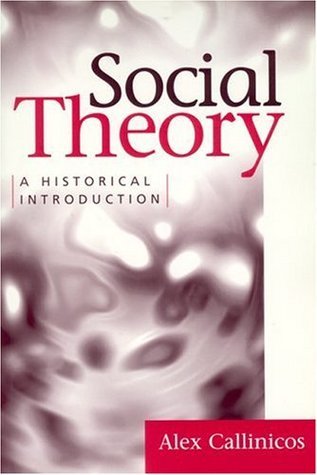 Social
Theory
A HISTORICAL
INTRODUCTION
Alex Callinicos